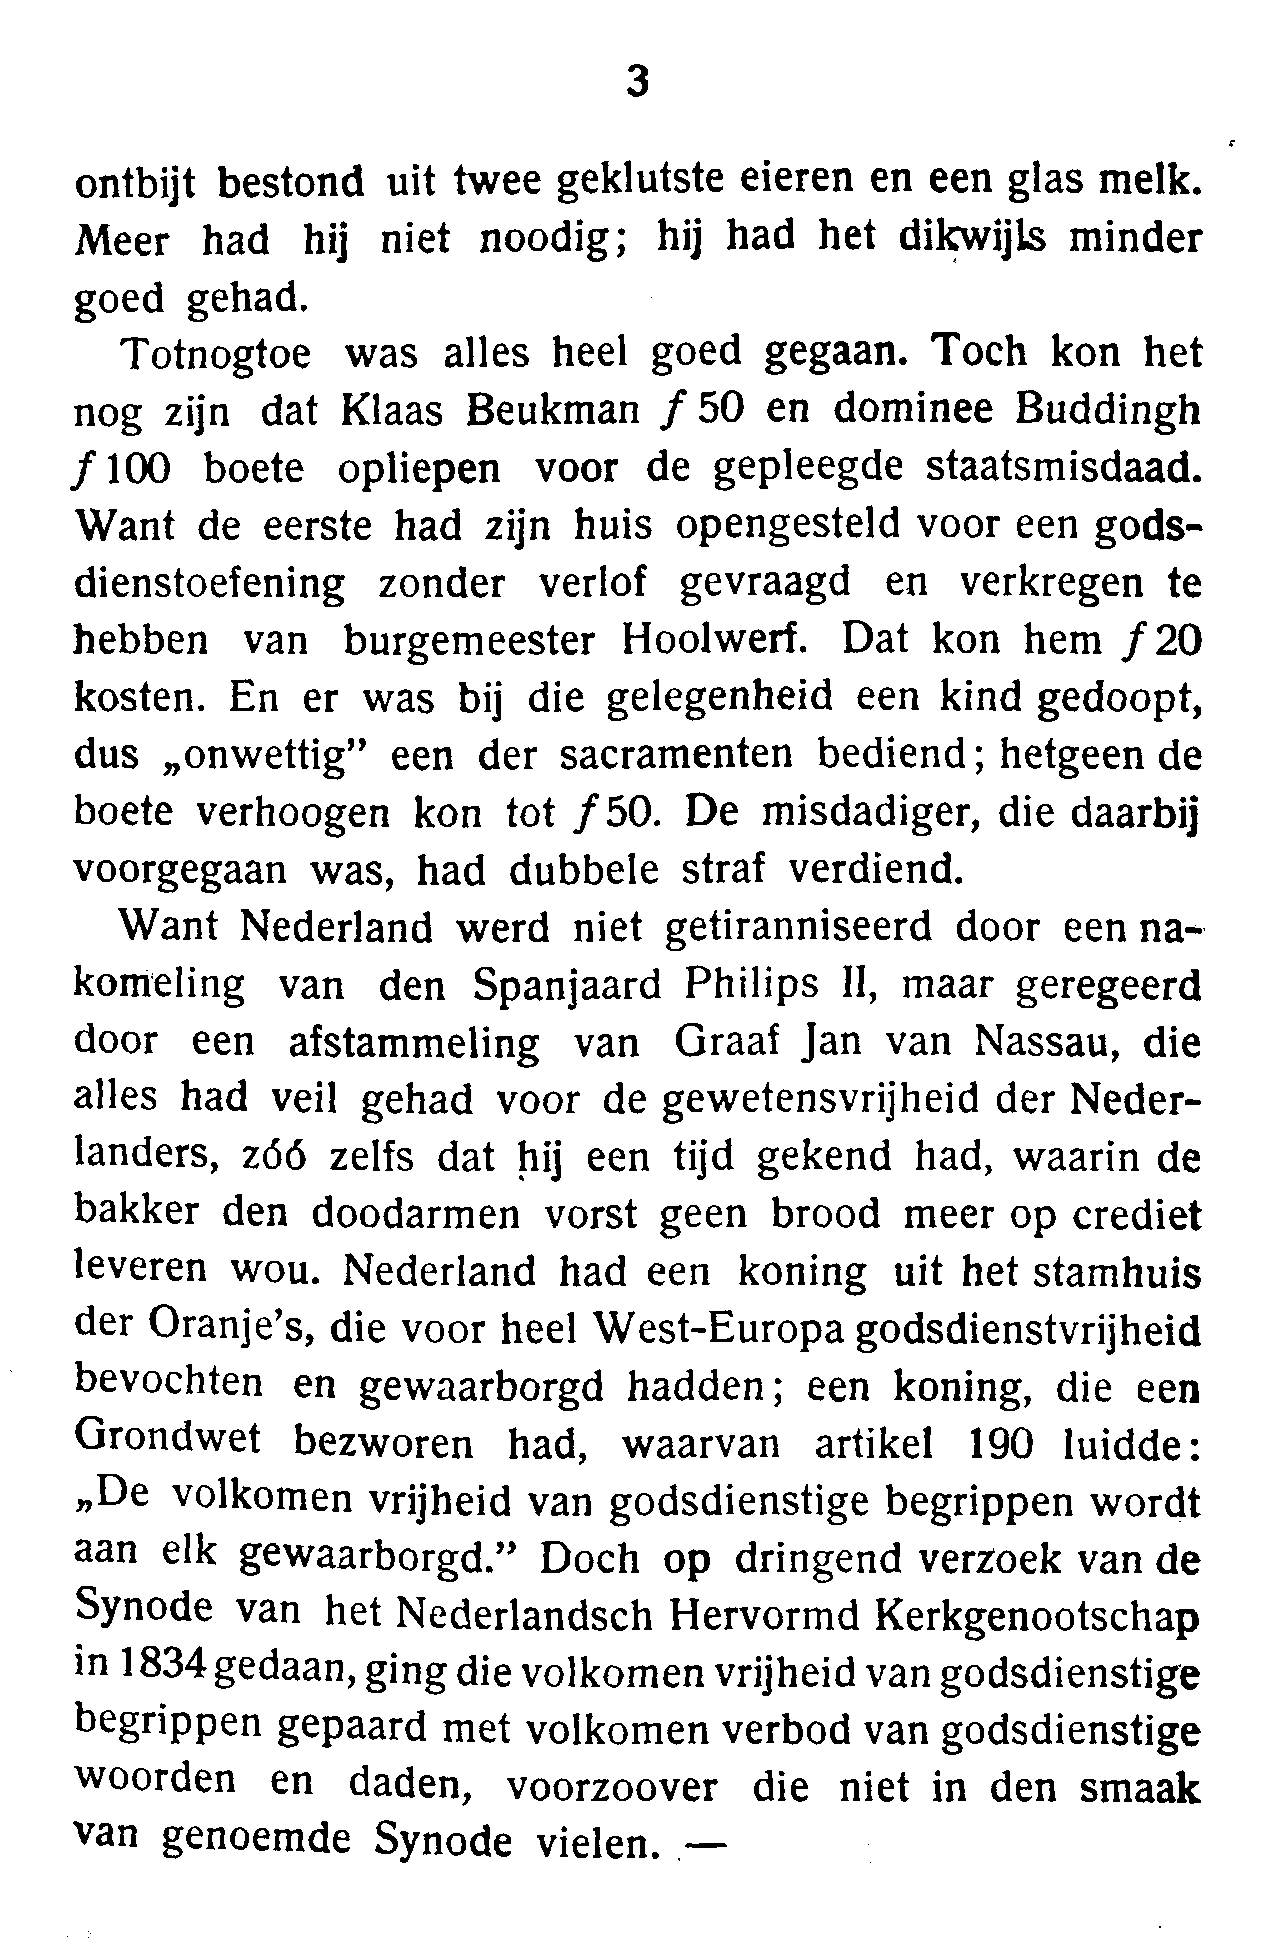 3
ontbijt bestond uit twee geklutste eieren en een glas melk.
Meer had hij niet noodig; hij had het dikwijls minder
goed gehad.
Totnogtoe was alles heel goed gegaan. Toch kon het
nog zijn dat Klaas Beukman f 50 en dominee Buddingh
f 100 boete opliepen voor de gepleegde staatsmisdaad.
Want de eerste had zijn huis opengesteld voor een gods-
dienstoefening zonder verlof gevraagd en verkregen te
hebben van burgemeester Hoolwerf. Dat kon hem f 20
kosten. En er was bij die gelegenheid een kind gedoopt,
dus „onwettig” een der sacramenten bediend; hetgeen de
boete verhoogen kon tot f 50. De misdadiger, die daarbij
voorgegaan was, had dubbele straf verdiend.
Want Nederland werd niet getiranniseerd door een na-
komeling van den Spanjaard Philips II, maar geregeerd
door een afstammeling van Graaf Jan van Nassau, die
alles had veil gehad voor de gewetensvrijheid der Neder-
landers, zóó zelfs dat hij een tijd gekend had, waarin de
bakker den doodarmen vorst geen brood meer op crediet
leveren wou. Nederland had een koning uit het stamhuis
der Oranje's, die voor heel West-Europa godsdienstvrijheid
bevochten en gewaarborgd hadden; een koning, die een
Grondwet bezworen had, waarvan artikel 190 luidde:
„De volkomen vrijheid van godsdienstige begrippen wordt
aan elk gewaarborgd.” Doch op dringend verzoek van de
Synode van het Nederlandsch Hervormd Kerkgenootschap
in 1834 gedaan, ging die volkomen vrijheid van godsdienstige
begrippen gepaard met volkomen verbod van godsdienstige
woorden en daden, voorzoover die niet in den smaak
van genoemde Synode vielen. —